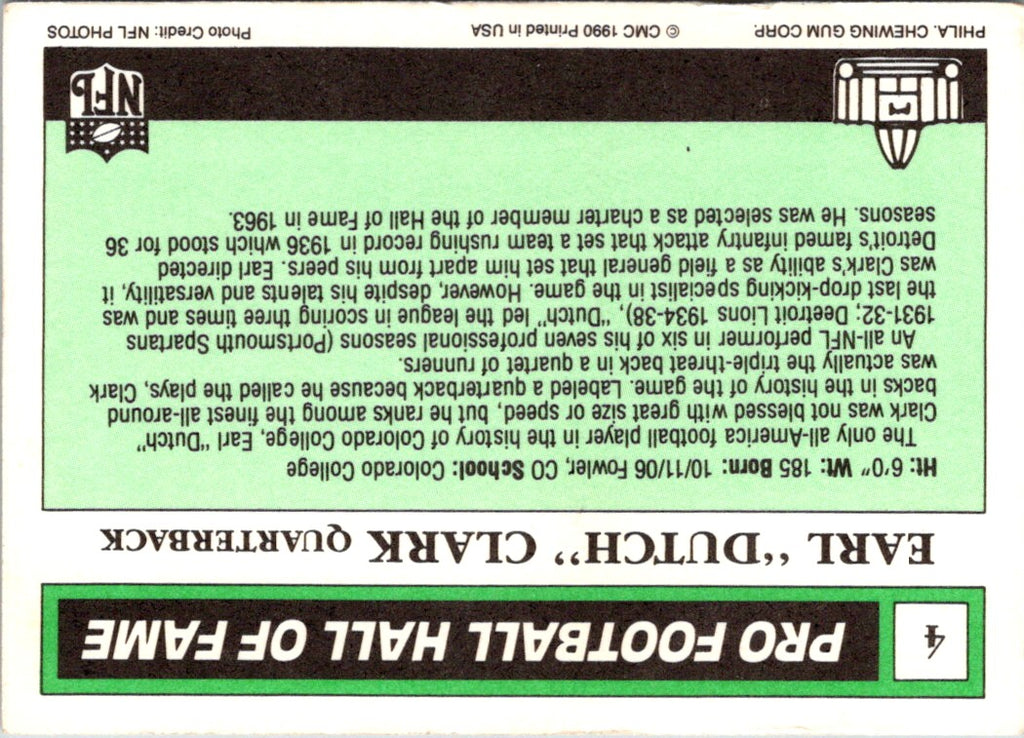 4
PRO FOOTBALL HALL OF FAME
EARL "DUTCH" CLARK QUARTERBACK
Ht: 6'0" Wt: 185 Born: 10/11/06 Fowler, CO School: Colorado College
The only all-America football player in the history of Colorado College, Earl "Dutch"
Clark was not blessed with great size or speed, but he ranks among the finest all-around
backs in the history of the game. Labeled a quarterback because he called the plays, Clark
was actually the triple-threat back in a quartet of runners.
An all-NFL performer in six of his seven professional seasons (Portsmouth Spartans
1931-32; Deetroit Lions 1934-38), "Dutch" led the league in scoring three times and was
the last drop-kicking specialist in the game. However, despite his talents and versatility, it
was Clark's ability as a field general that set him apart from his peers. Earl directed
Detroit's famed infantry attack that set a team rushing record in 1936 which stood for 36
seasons. He was selected as a charter member of the Hall of Fame in 1963.
NFL
PHILA. CHEWING GUM CORP. © CMC 1990 Printed in USA Photo Credit: NFL PHOTOS